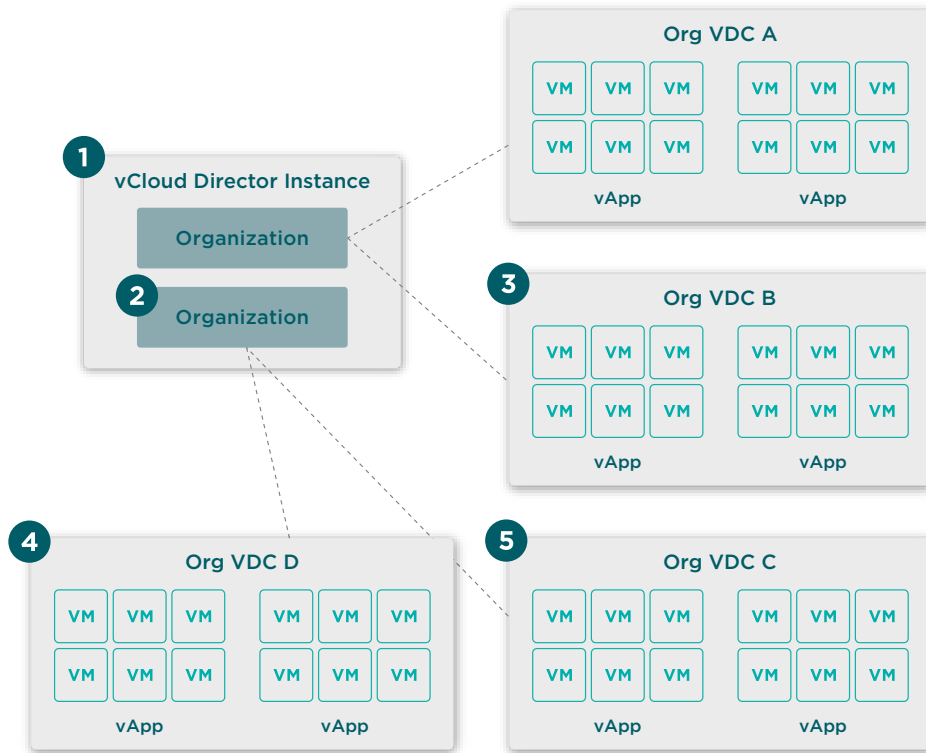 1
vCloud Director Instance
Organization
2
Organization
Org VDC A
VM VM VM VM VM VM
VM VM VM VM VM VM
vApp vApp
3
Org VDC B
VM VM VM VM VM VM
VM VM VM VM VM VM
vApp vApp
4
Org VDC D
VM VM VM VM VM VM
VM VM VM VM VM VM
vApp vApp
5
Org VDC C
VM VM VM VM VM VM
VM VM VM VM VM VM
vApp vApp